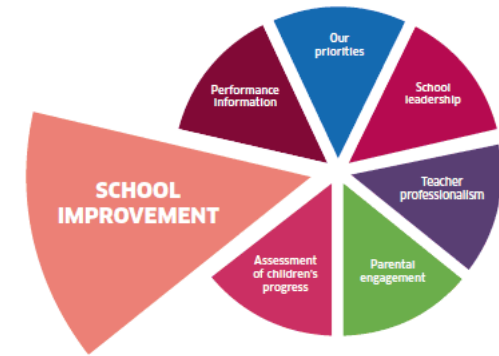 Our
priorities
School
leadership
Teacher
professionalism
Parental
engagement
Assessment
of children's
progress
SCHOOL
IMPROVEMENT
Performance
information